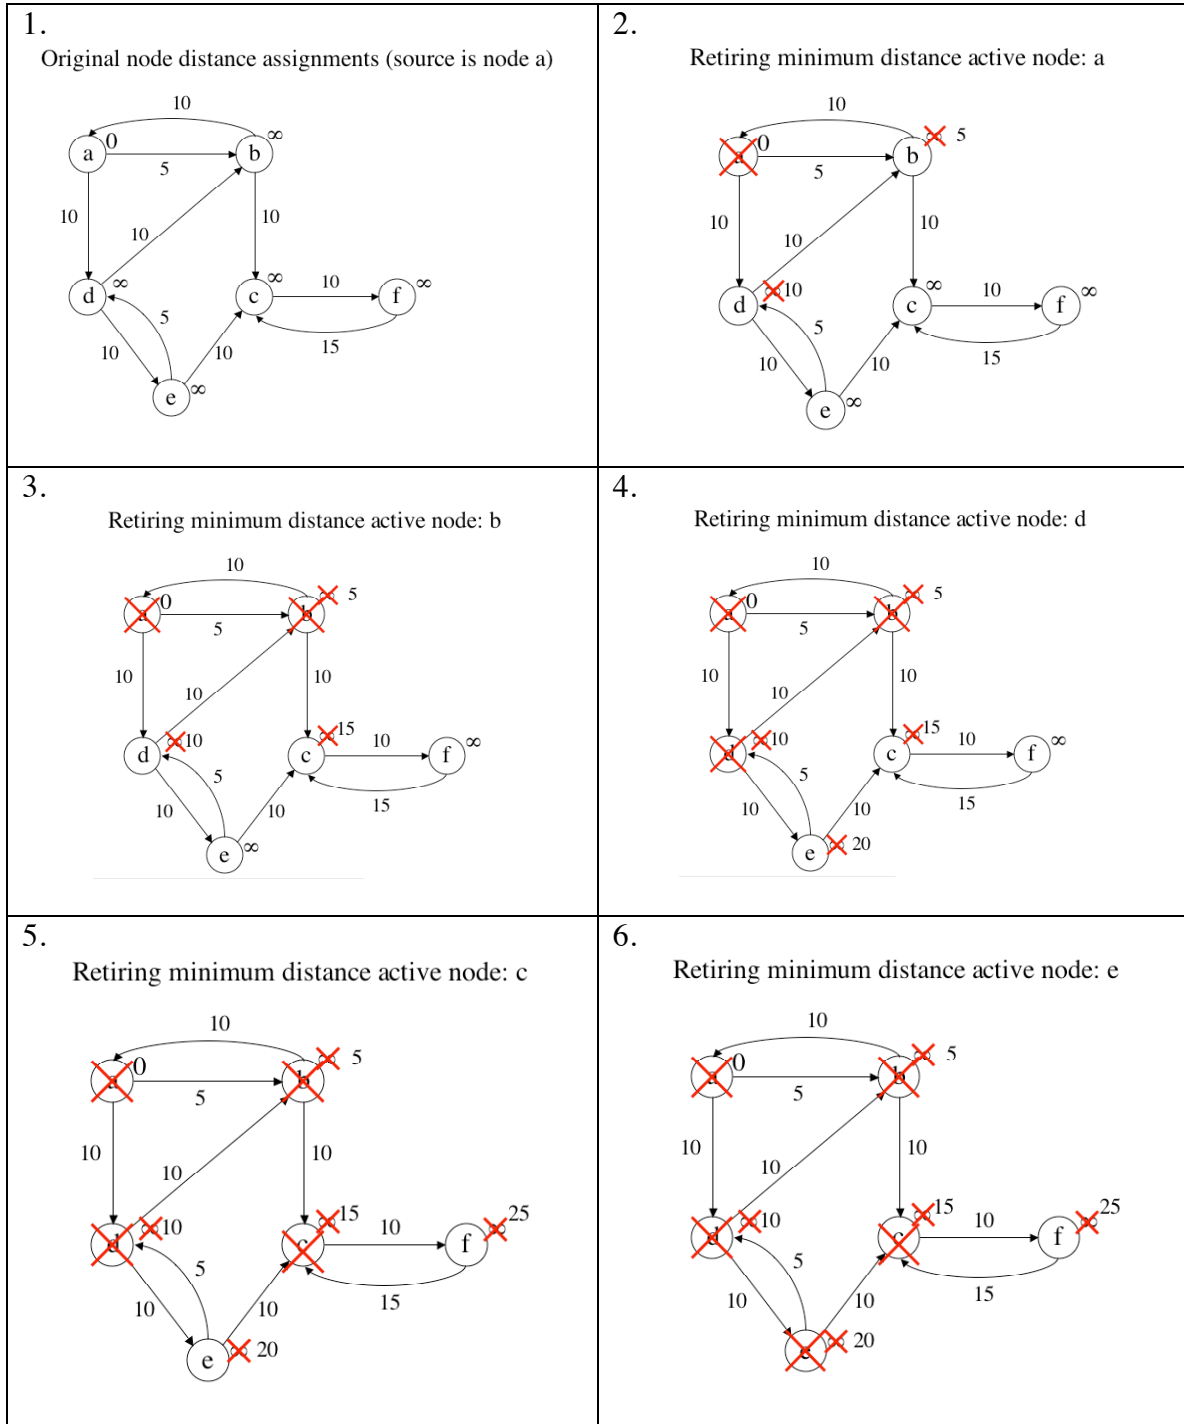 1.
Original node distance assignments (source is node a)
10
a 0 b ∞
5
10 10 10
d ∞ c ∞ 10 f ∞
5
10 10 15
e ∞
2.
Retiring minimum distance active node: a
10
a 0 b ∞ 5
5
10 10 10
d ∞ 10 c ∞ 10 f ∞
5
10 10 15
e ∞
3.
Retiring minimum distance active node: b
10
a 0 b ∞ 5
5
10 10 10
d ∞ 10 c ∞ 15 10 f ∞
5
10 10 15
e ∞
4.
Retiring minimum distance active node: d
10
a 0 b ∞ 5
5
10 10 10
d ∞ 10 c ∞ 15 10 f ∞
5
10 10 15
e ∞ 20
5.
Retiring minimum distance active node: c
10
a 0 b ∞ 5
5
10 10 10
d ∞ 10 c ∞ 15 10 f ∞ 25
5
10 10 15
e ∞ 20
6.
Retiring minimum distance active node: e
10
a 0 b ∞ 5
5
10 10 10
d ∞ 10 c ∞ 15 10 f ∞ 25
5
10 10 15
e ∞ 20